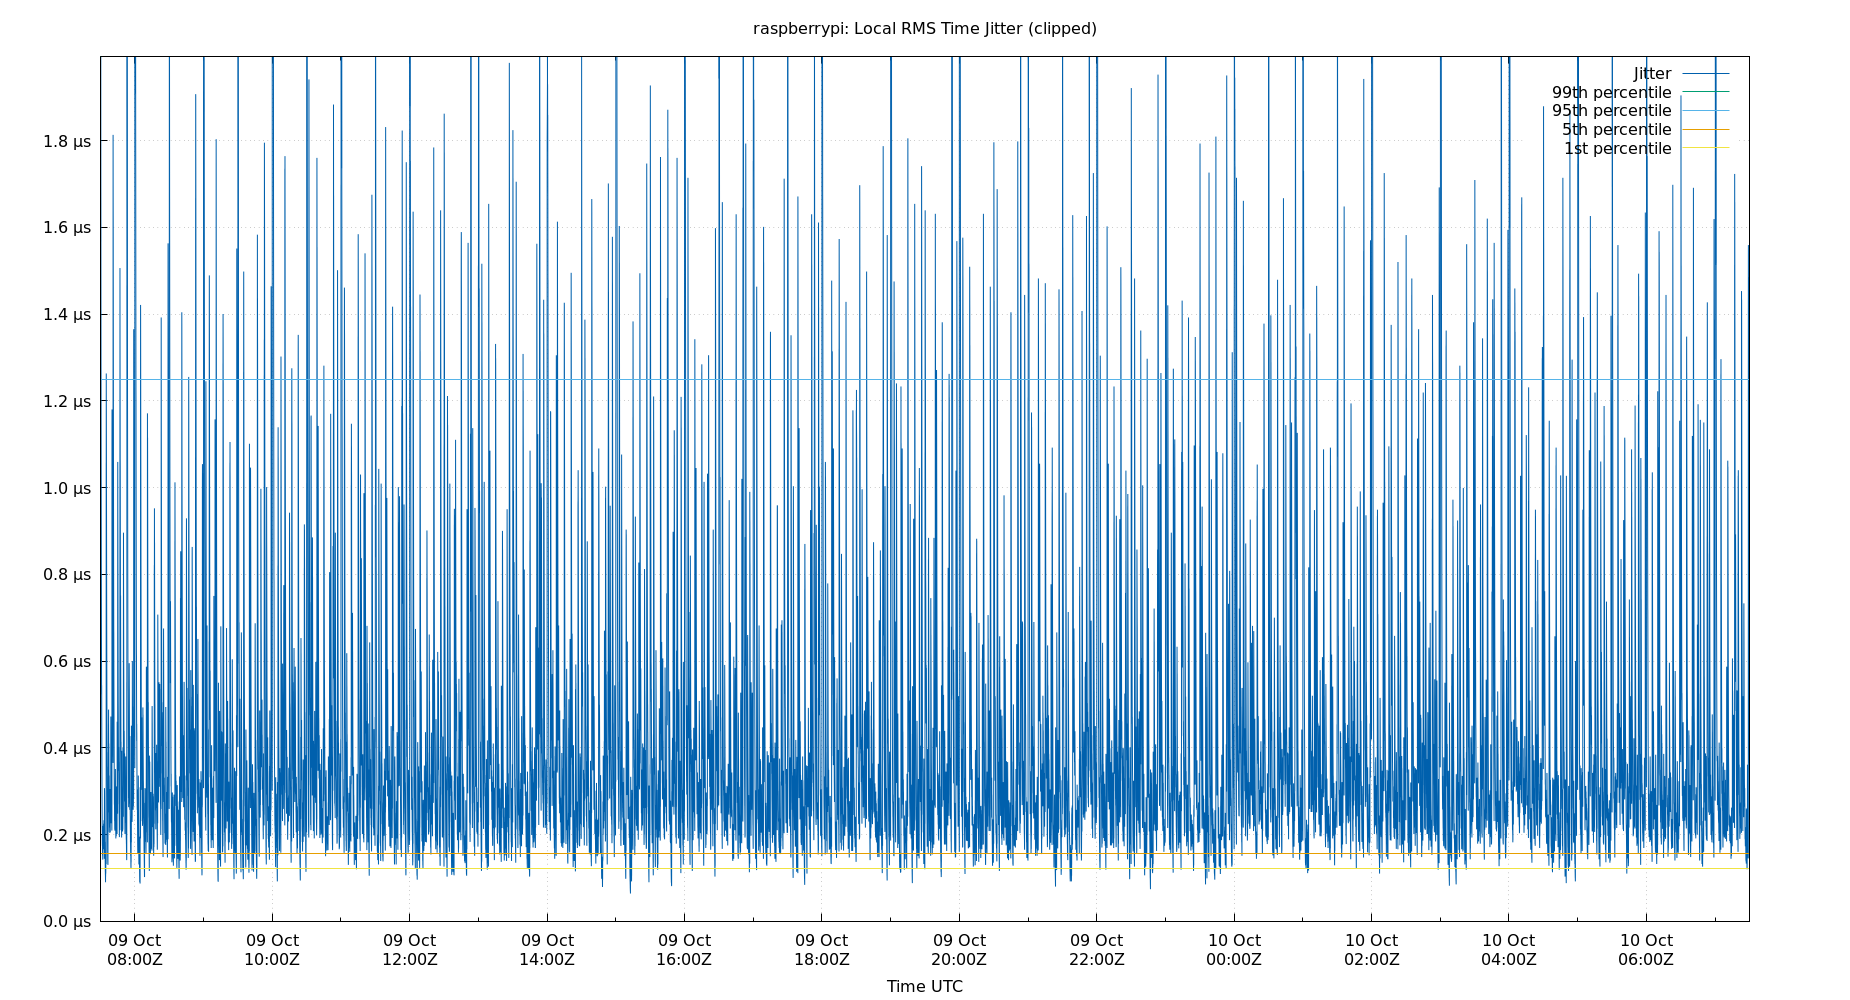 raspberrypi: Local RMS Time Jitter (clipped)
Jitter
99th percentile
95th percentile
5th percentile
1st percentile
1.8 µs
1.6 µs
1.4 µs
1.2 µs
1.0 µs
0.8 µs
0.6 µs
0.4 µs
0.2 µs
0.0 µs
09 Oct 09 Oct 09 Oct 09 Oct 09 Oct 09 Oct 09 Oct 09 Oct 10 Oct 10 Oct 10 Oct 10 Oct
08:00Z 10:00Z 12:00Z 14:00Z 16:00Z 18:00Z 20:00Z 22:00Z 00:00Z 02:00Z 04:00Z 06:00Z
Time UTC